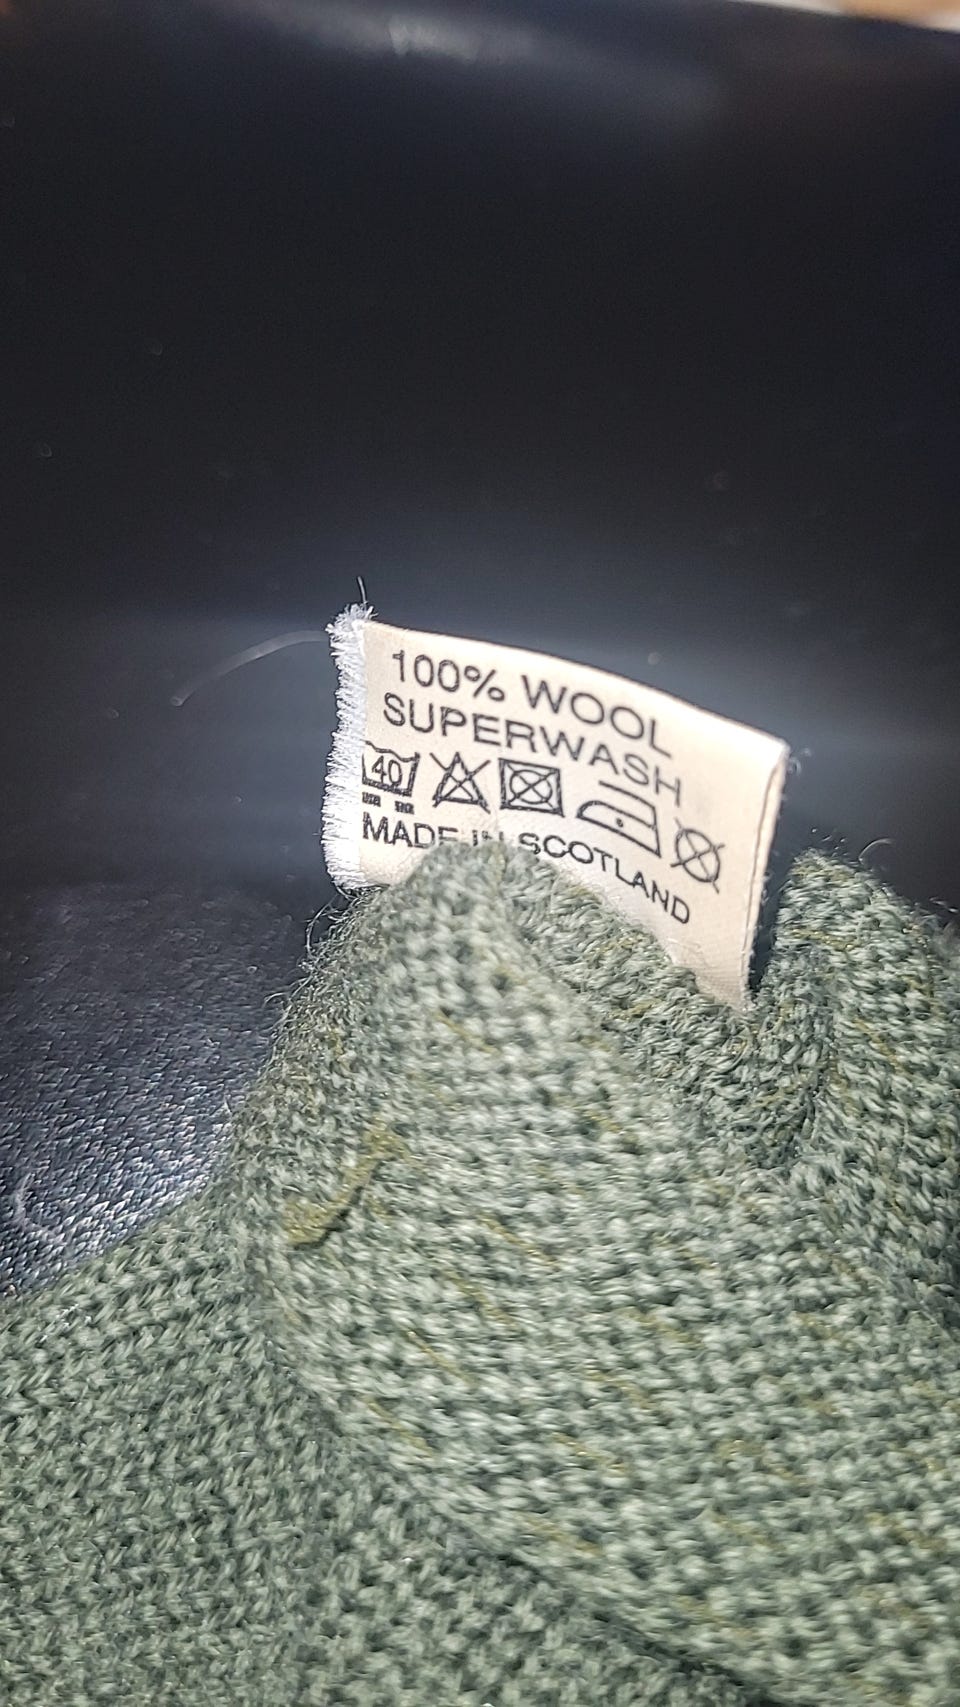 100% WOOL
SUPERWASH
40
MADE IN SCOTLAND